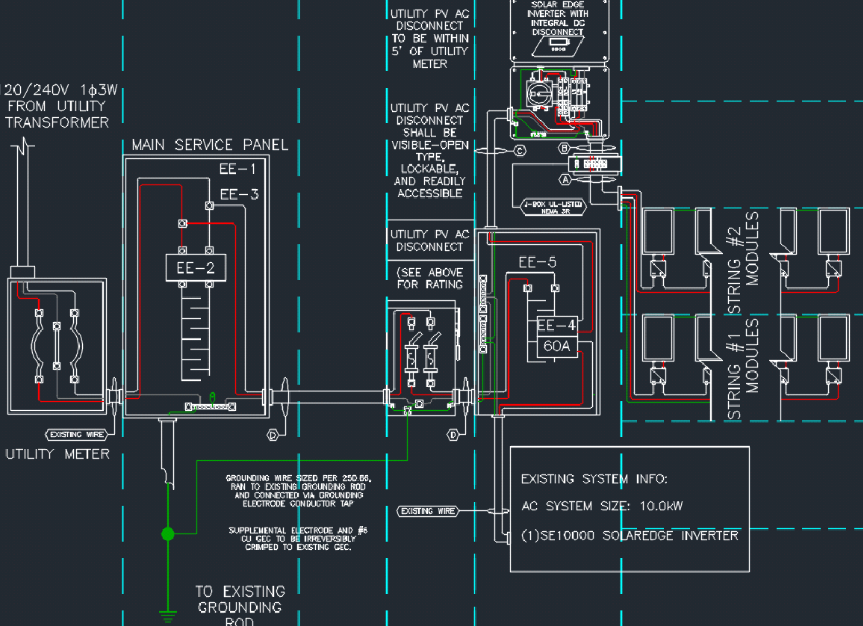 SOLAR EDGE
INVERTER WITH
INTEGRAL DC
DISCONNECT
UTILITY PV AC
DISCONNECT
TO BE WITHIN
5' OF UTILITY
METER
120/240V 1ϕ3W
FROM UTILITY
TRANSFORMER
UTILITY PV AC
DISCONNECT
SHALL BE
VISIBLE-OPEN
TYPE,
LOCKABLE,
AND READILY
ACCESSIBLE
MAIN SERVICE PANEL
EE-1
EE-3
EE-2
C
B
A
J-BOX UL-LISTED
NEMA 3R
UTILITY PV AC
DISCONNECT
(SEE ABOVE
FOR RATING
EE-5
EE-4
60A
STRING #2
MODULES
STRING #1
MODULES
EXISTING WIRE
D
D
UTILITY METER
GROUNDING WIRE SIZED PER 250.66,
RAN TO EXISTING GROUNDING ROD
AND CONNECTED VIA GROUNDING
ELECTRODE CONDUCTOR TAP
SUPPLEMENTAL ELECTRODE AND #6
CU GEC TO BE IRREVERSIBLY
CRIMPED TO EXISTING GEC.
EXISTING WIRE
EXISTING SYSTEM INFO:
AC SYSTEM SIZE: 10.0kW
(1)SE10000 SOLAREDGE INVERTER
TO EXISTING
GROUNDING
ROD